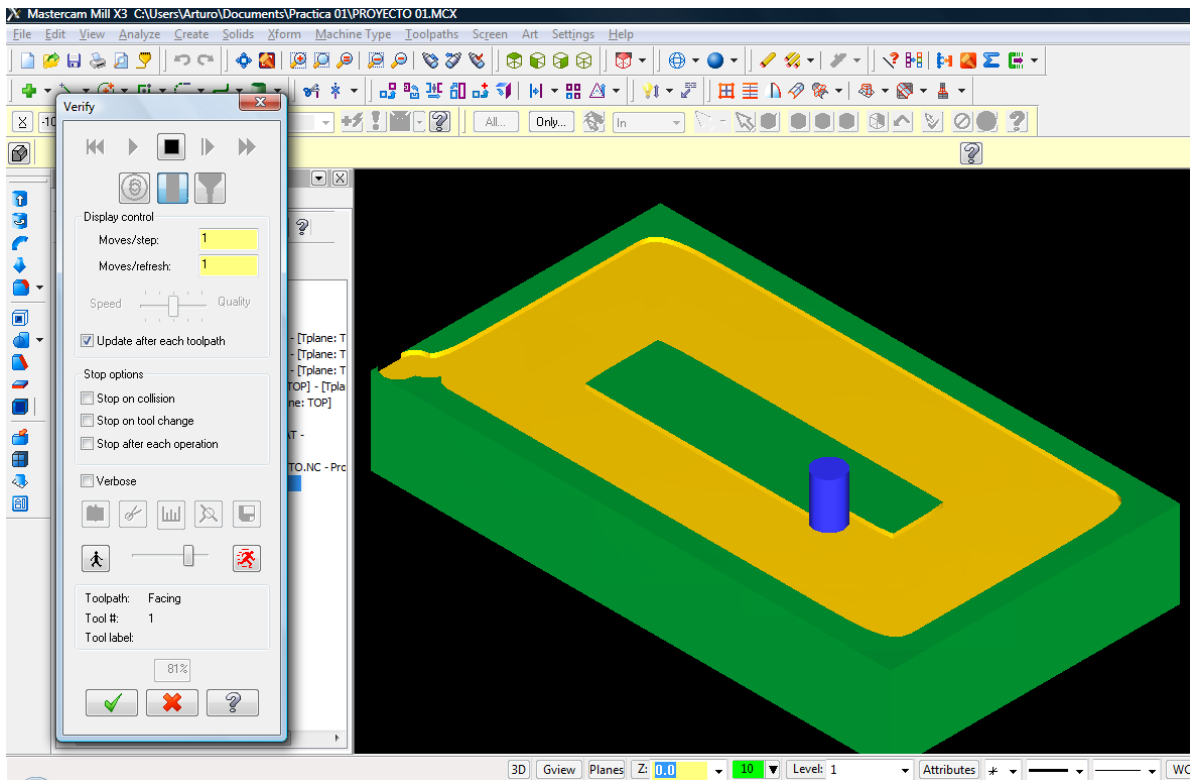 Mastercam Mill X3 C:\Users\Arturo\Documents\Practica 01\PROYECTO 01.MCX
File Edit View Analyze Create Solids Xform Machine Type Toolpaths Screen Art Settings Help
Verify
-10
All... Only... In
Display control
Moves/step: 1
Moves/refresh: 1
Speed Quality
Update after each toolpath
- [Tplane: T
- [Tplane: T
- [Tplane: T
TOP] - [Tpla
ne: TOP]
AT -
TO.NC - Pro
Stop options
Stop on collision
Stop on tool change
Stop after each operation
Verbose
Toolpath: Facing
Tool #: 1
Tool label:
81%
3D Gview Planes Z: 0.0 10 Level: 1 Attributes WC